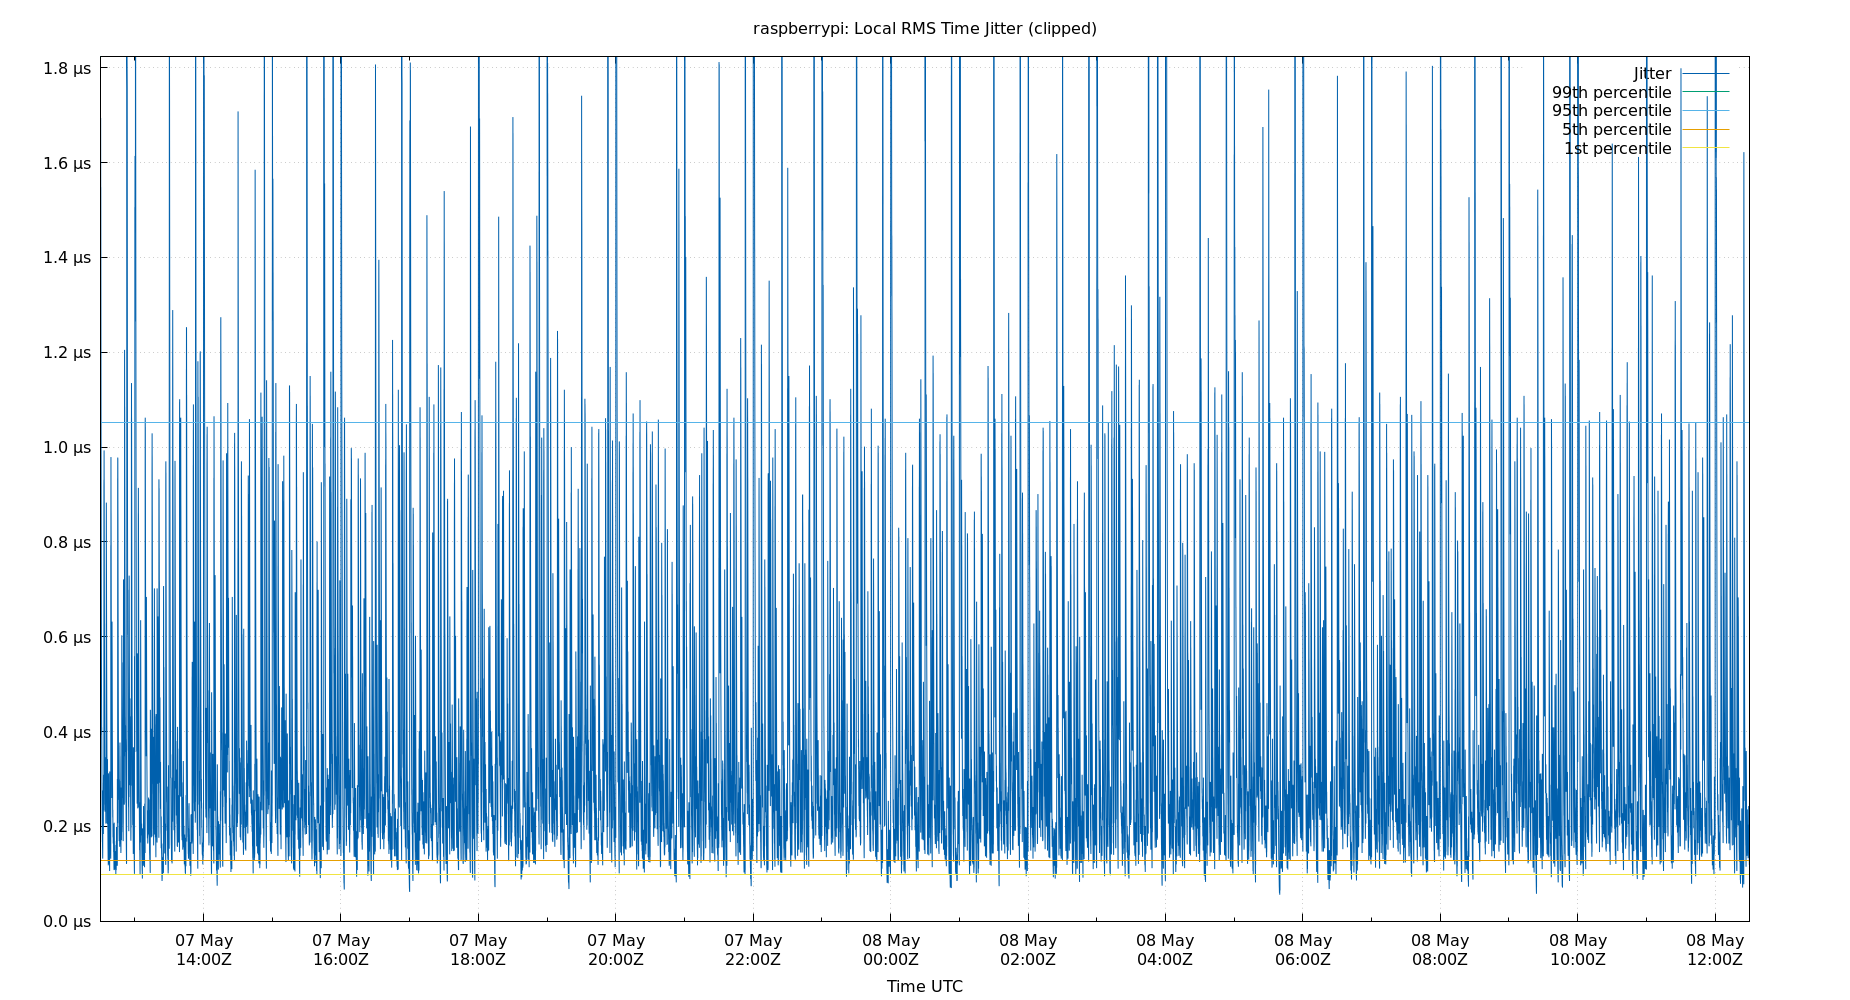 raspberrypi: Local RMS Time Jitter (clipped)
1.8 µs
1.6 µs
1.4 µs
1.2 µs
1.0 µs
0.8 µs
0.6 µs
0.4 µs
0.2 µs
0.0 µs
Jitter
99th percentile
95th percentile
5th percentile
1st percentile
07 May 07 May 07 May 07 May 07 May 08 May 08 May 08 May 08 May 08 May 08 May 08 May
14:00Z 16:00Z 18:00Z 20:00Z 22:00Z 00:00Z 02:00Z 04:00Z 06:00Z 08:00Z 10:00Z 12:00Z
Time UTC